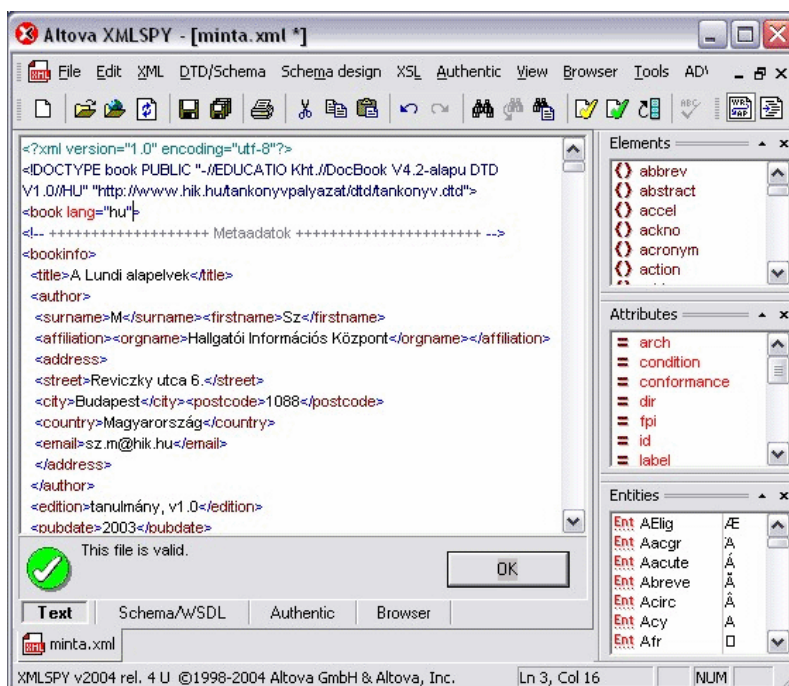 Altova XMLSPY - [minta.xml *]
File Edit XML DTD/Schema Schema design XSL Authentic View Browser Tools AD
<?xml version="1.0" encoding="utf-8"?>
<!DOCTYPE book PUBLIC "-//EDUCATIO Kht.//DocBook V4.2-alapu DTD
V1.0//HU" "http://www.hik.hu/tankonyvpalyazat/dtd/tankonyv.dtd">
<book lang="hu">
<!-- +++++++++++++++++++ Metaadatok +++++++++++++++++++++++ -->
<bookinfo>
<title>A Lundi alapelvek</title>
<author>
<surname>M</surname><firstname>Sz</firstname>
<affiliation><orgname>Hallgatói Információs Központ</orgname></affiliation>
<address>
<street>Reviczky utca 6.</street>
<city>Budapest</city><postcode>1088</postcode>
<country>Magyarország</country>
<email>sz.m@hik.hu</email>
</address>
</author>
<edition>tanulmány, v1.0</edition>
<pubdate>2003</pubdate>
This file is valid.
OK
Text Schema/WSDL Authentic Browser
minta.xml
Elements
abbrev
abstract
accel
ackno
acronym
action
Attributes
arch
condition
conformance
dir
fpi
id
label
Entities
Ent AElig Æ
Ent Aacgr Ά
Ent Aacute Á
Ent Abreve Ă
Ent Acirc Â
Ent Acy А
Ent Afr
XMLSPY v2004 rel. 4 U ©1998-2004 Altova GmbH & Altova, Inc. Ln 3, Col 16 NUM